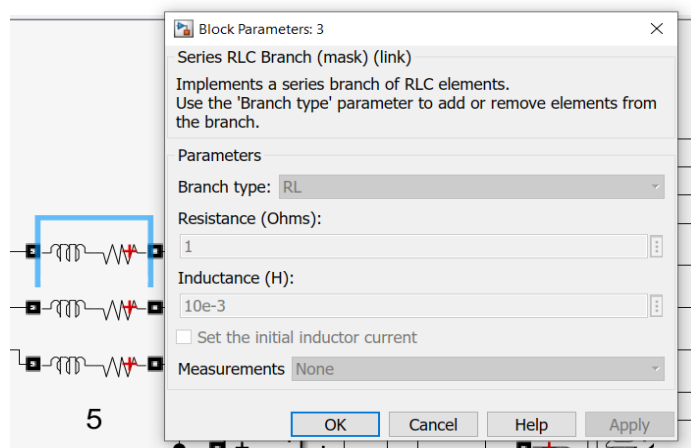 Block Parameters: 3
Series RLC Branch (mask) (link)
Implements a series branch of RLC elements.
Use the 'Branch type' parameter to add or remove elements from
the branch.
Parameters
Branch type: RL
Resistance (Ohms):
1
Inductance (H):
10e-3
Set the initial inductor current
Measurements None
5
OK Cancel Help Apply